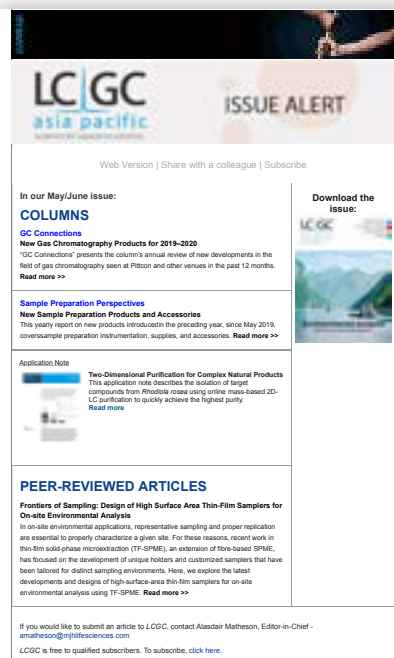 LC GC
asia pacific
ISSUE ALERT
Web Version | Share with a colleague | Subscribe
In our May/June issue:
COLUMNS
GC Connections
New Gas Chromatography Products for 2019–2020
"GC Connections" presents the column's annual review of new developments in the
field of gas chromatography seen at Pittcon and other venues in the past 12 months.
Read more >>
Sample Preparation Perspectives
New Sample Preparation Products and Accessories
This yearly report on new products introducedin the preceding year, since May 2019,
coverssample preparation instrumentation, supplies, and accessories. Read more >>
Application Note
Two-Dimensional Purification for Complex Natural Products
This application note describes the isolation of target
compounds from Rhodiola rosea using online mass-based 2D-
LC purification to quickly achieve the highest purity.
Read more
PEER-REVIEWED ARTICLES
Frontiers of Sampling: Design of High Surface Area Thin-Film Samplers for
On-site Environmental Analysis
In on-site environmental applications, representative sampling and proper replication
are essential to properly characterize a given site. For these reasons, recent work in
thin-film solid-phase microextraction (TF-SPME), an extension of fibre-based SPME,
has focused on the development of unique holders and customized samplers that have
been tailored for distinct sampling environments. Here, we explore the latest
developments and designs of high-surface-area thin-film samplers for on-site
environmental analysis using TF-SPME. Read more >>
Download the
issue:
LC GC
If you would like to submit an article to LCGC, contact Alasdair Matheson, Editor-in-Chief -
amatheson@mjhlifesciences.com
LCGC is free to qualified subscribers. To subscribe, click here.